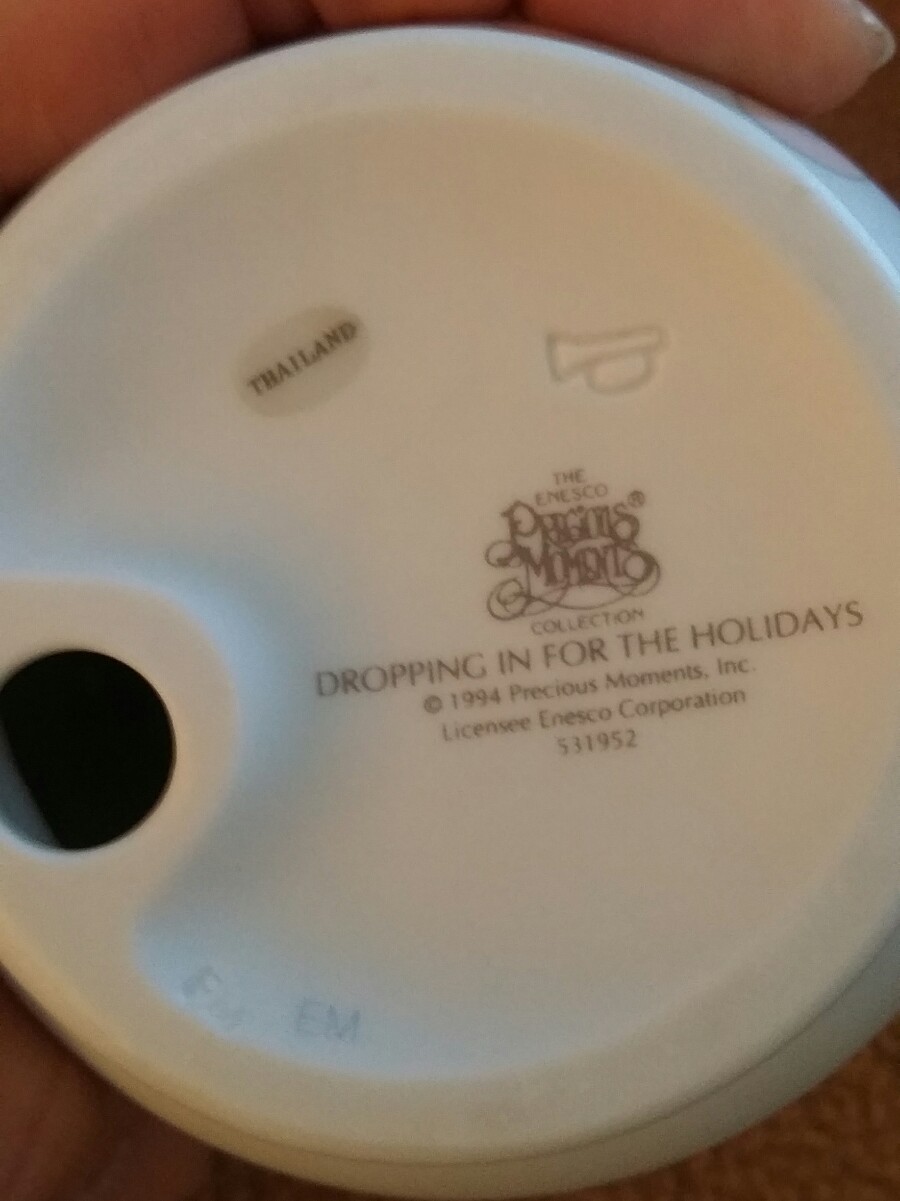 THAILAND
THE
ENESCO
PRECIOUS®
MOMENTS
COLLECTION
DROPPING IN FOR THE HOLIDAYS
© 1994 Precious Moments, Inc.
Licensee Enesco Corporation
531952
EM